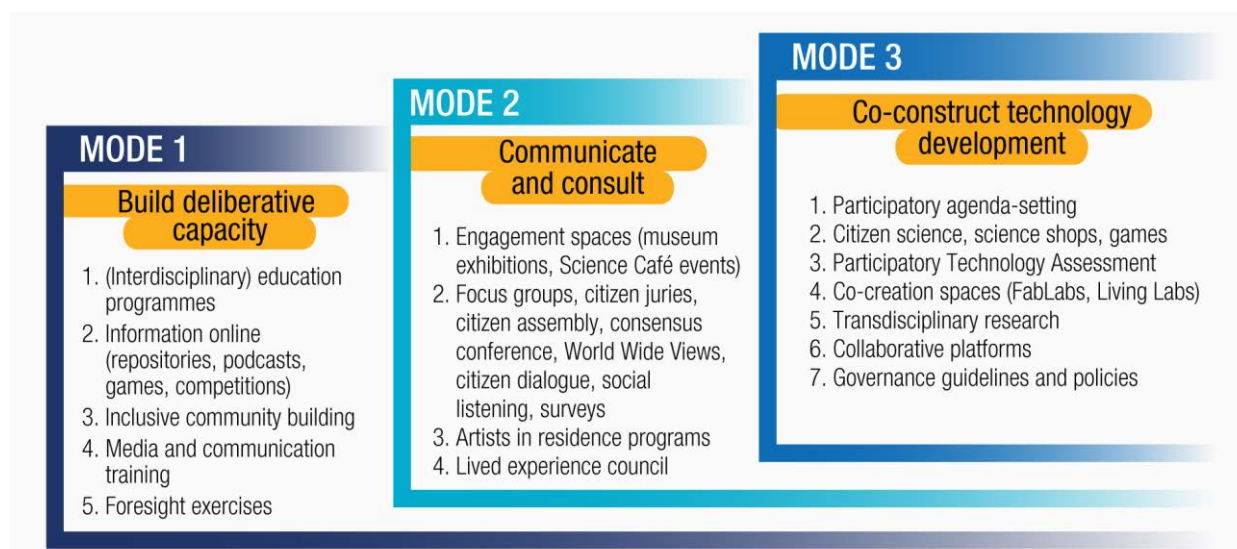 MODE 1
Build deliberative
capacity
1. (Interdisciplinary) education
programmes
2. Information online
(repositories, podcasts,
games, competitions)
3. Inclusive community building
4. Media and communication
training
5. Foresight exercises
MODE 2
Communicate
and consult
1. Engagement spaces (museum
exhibitions, Science Café events)
2. Focus groups, citizen juries,
citizen assembly, consensus
conference, World Wide Views,
citizen dialogue, social
listening, surveys
3. Artists in residence programs
4. Lived experience council
MODE 3
Co-construct technology
development
1. Participatory agenda-setting
2. Citizen science, science shops, games
3. Participatory Technology Assessment
4. Co-creation spaces (FabLabs, Living Labs)
5. Transdisciplinary research
6. Collaborative platforms
7. Governance guidelines and policies